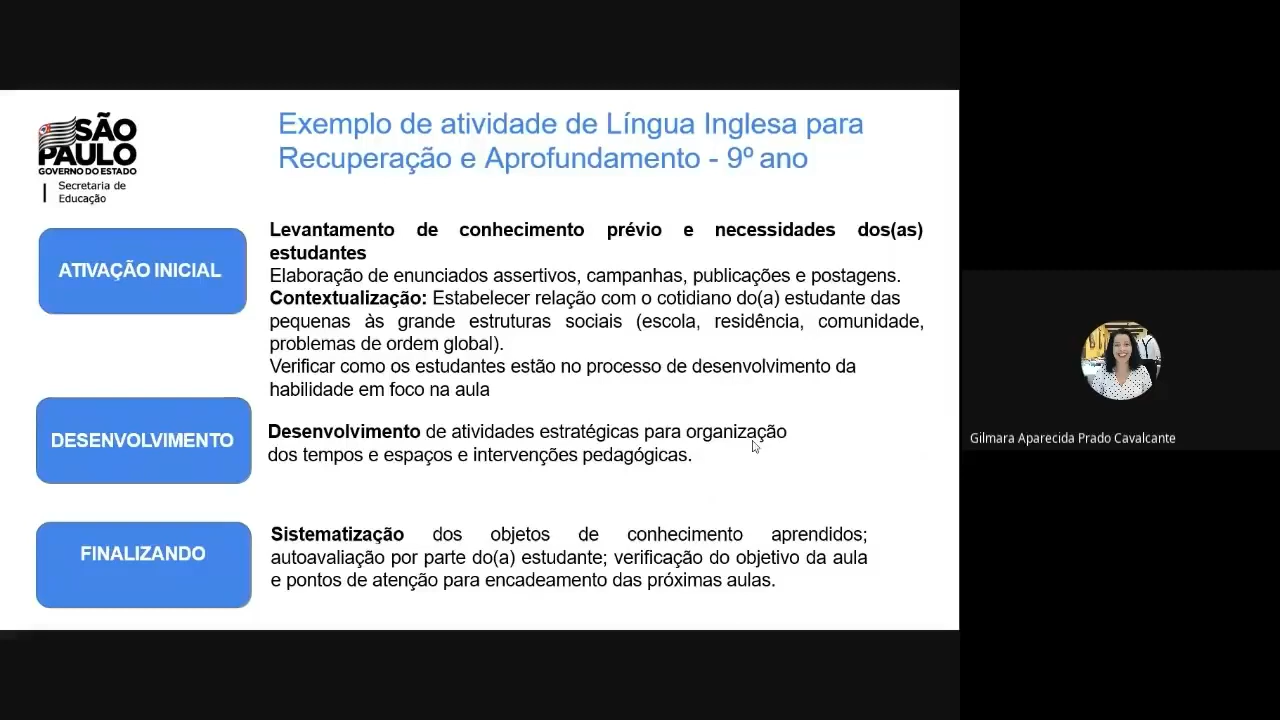 SÃO
PAULO
GOVERNO DO ESTADO
Secretaria de
Educação
Exemplo de atividade de Língua Inglesa para
Recuperação e Aprofundamento - 9º ano
ATIVAÇÃO INICIAL
Levantamento de conhecimento prévio e necessidades dos(as)
estudantes
Elaboração de enunciados assertivos, campanhas, publicações e postagens.
Contextualização: Estabelecer relação com o cotidiano do(a) estudante das
pequenas às grande estruturas sociais (escola, residência, comunidade,
problemas de ordem global).
Verificar como os estudantes estão no processo de desenvolvimento da
habilidade em foco na aula
DESENVOLVIMENTO
Desenvolvimento de atividades estratégicas para organização
dos tempos e espaços e intervenções pedagógicas.
FINALIZANDO
Sistematização dos objetos de conhecimento aprendidos;
autoavaliação por parte do(a) estudante; verificação do objetivo da aula
e pontos de atenção para encadeamento das próximas aulas.
Gilmara Aparecida Prado Cavalcante